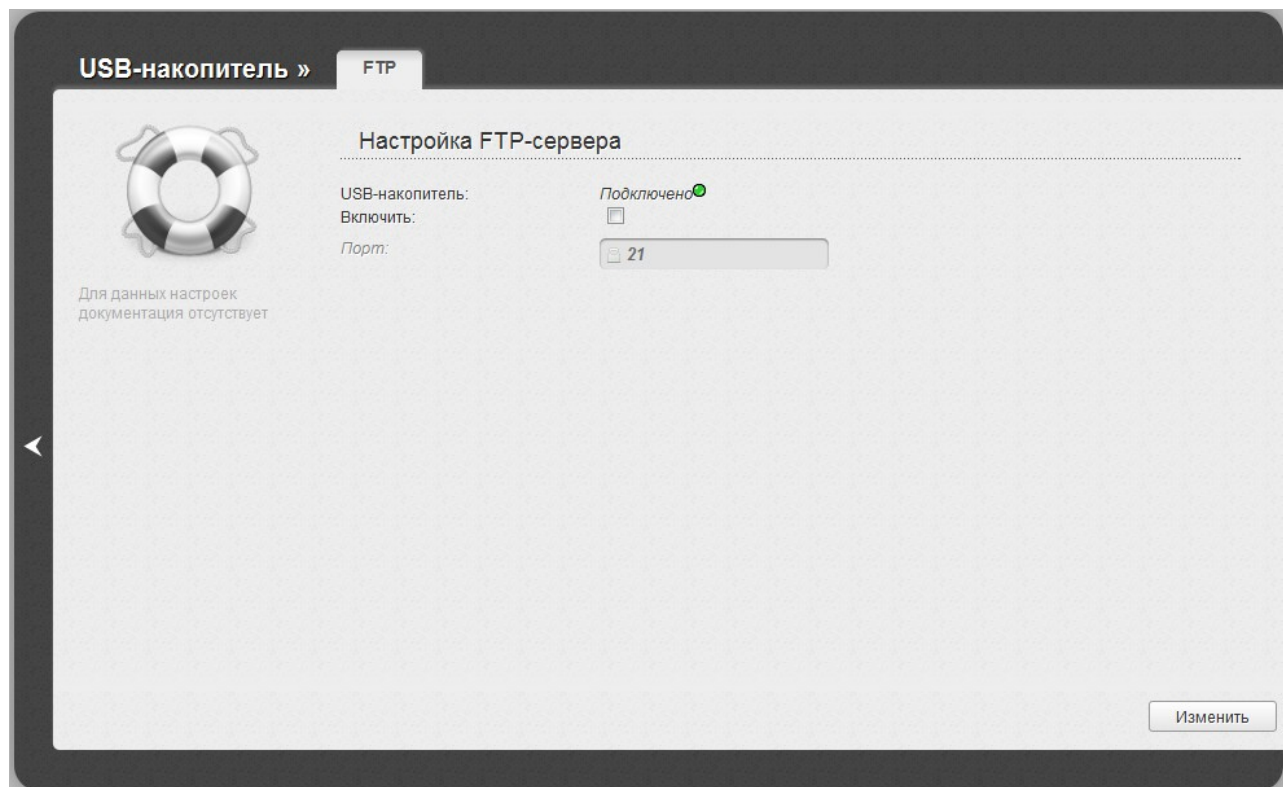 USB-накопитель »
FTP
Настройка FTP-сервера
USB-накопитель: Подключено
Включить:
Порт: 21
Для данных настроек
документация отсутствует
Изменить